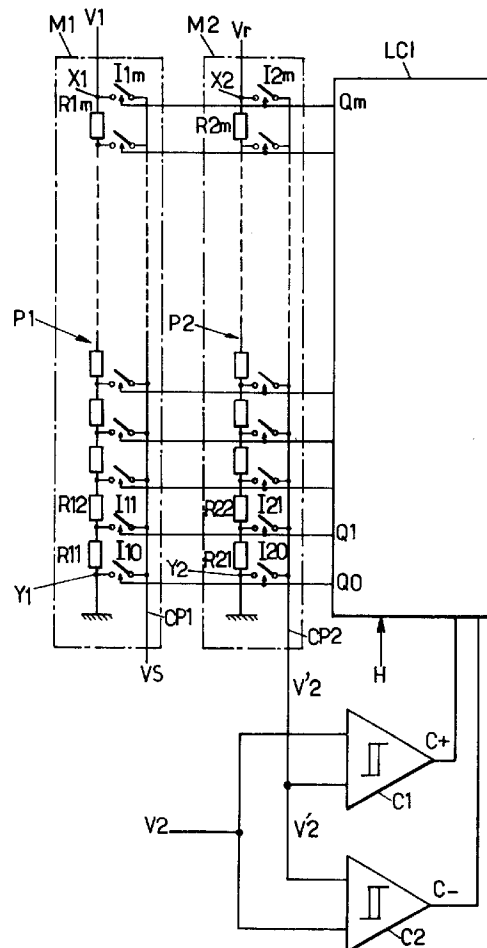 M1 V1 M2 Vr LCI
X1 I1m X2 I2m
R1m R2m Qm
P1 P2
R12 I11 R22 I21 Q1
R11 I10 R21 I20 Q0
Y1 Y2
CP1 CP2
VS H
V'2
C+
C1
V2 V'2
C-
C2